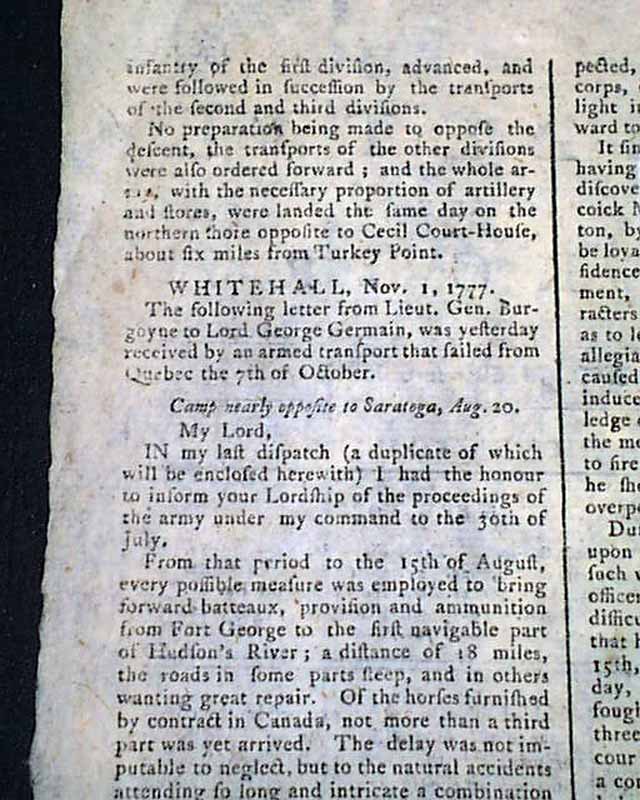 infantry of the firſt diviſion, advanced, and
were followed in ſucceſſion by the tranſports
of the ſecond and third diviſions.
No preparation being made to oppoſe the
deſcent, the tranſports of the other diviſions
were alſo ordered forward ; and the whole ar-
with the neceſſary proportion of artillery
and ſtores, were landed the ſame day on the
northern ſhore oppoſite to Cecil Court-Houſe,
about ſix miles from Turkey Point.
WHITEHALL, Nov. 1, 1777.
The following letter from Lieut. Gen. Bur-
goyne to Lord George Germain, was yeſterday
received by an armed tranſport that ſailed from
Quebec the 7th of October.
Camp nearly oppoſite to Saratoga, Aug. 20.
My Lord,
IN my laſt diſpatch (a duplicate of which
will be encloſed herewith) I had the honour
to inform your Lordſhip of the proceedings of
the army under my command to the 30th of
July.
From that period to the 15th of Auguſt,
every poſſible meaſure was employed to bring
forward batteaux, proviſion and ammunition
from Fort George to the firſt navigable part
of Hudſon's River ; a diſtance of 18 miles,
the roads in ſome parts ſteep, and in others
wanting great repair. Of the horſes furniſhed
by contract in Canada, not more than a third
part was yet arrived. The delay was not im-
putable to neglect, but to the natural accidents
attending ſo long and intricate a combination
pected,
corps,
light
ward to
It
having
diſcove
coick
ton, by
be loya
fidence
ment,
racters
as to
allegia
cauſed
induce
ledge
the me
to fire
he
overpo
upon
ſuch
officer
difficu
that
15th,
day,
fough
three
cour
a con